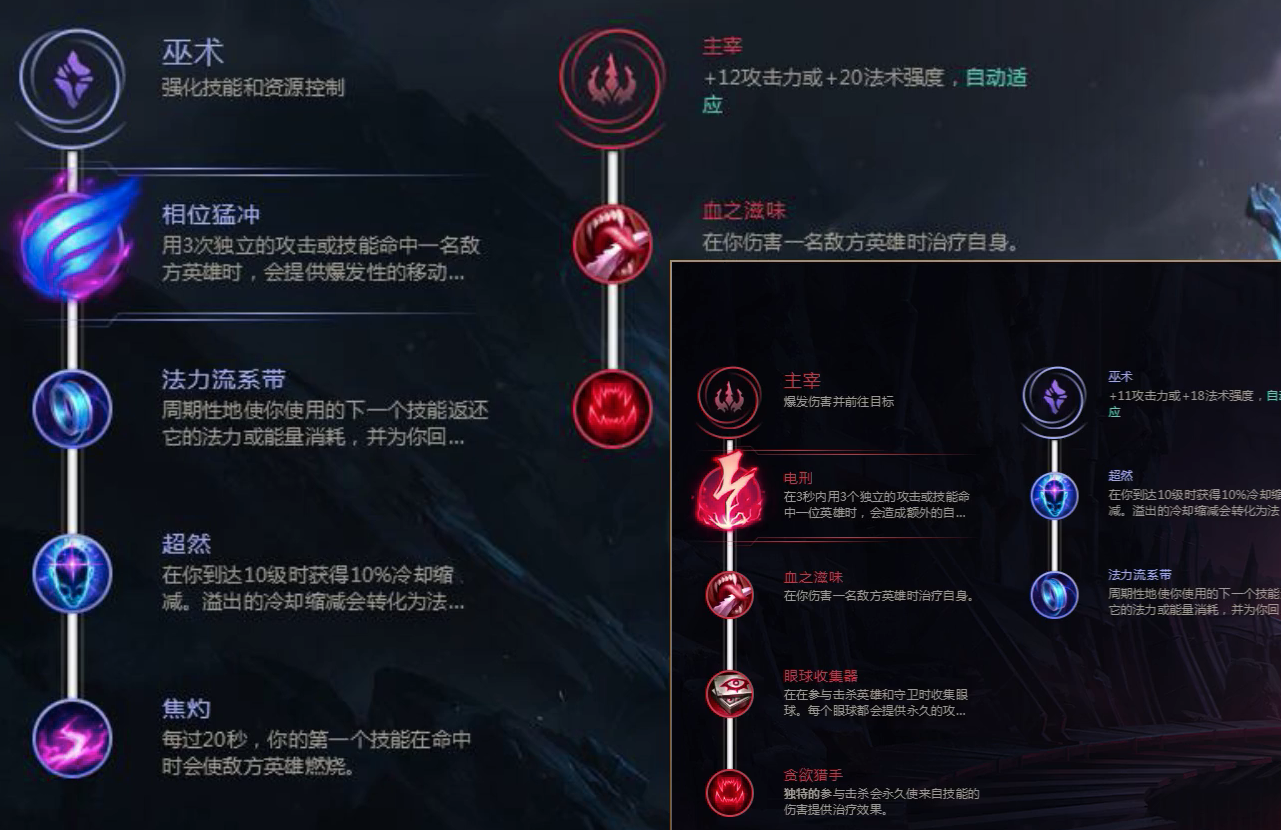 巫术
强化技能和资源控制
相位猛冲
用3次独立的攻击或技能命中一名敌
方英雄时，会提供爆发性的移动...
法力流系带
周期性地使你使用的下一个技能返还
它的法力或能量消耗，并为你回...
超然
在你到达10级时获得10%冷却缩
减。溢出的冷却缩减会转化为法...
焦灼
每过20秒，你的第一个技能在命中
时会使敌方英雄燃烧。
主宰
+12攻击力或+20法术强度，自动适
应
血之滋味
在你伤害一名敌方英雄时治疗自身。
主宰
爆发伤害并前往目标
电刑
在3秒内用3个独立的攻击或技能命
中一位英雄时，会造成额外的自...
血之滋味
在你伤害一名敌方英雄时治疗自身。
眼球收集器
在在参与击杀英雄和守卫时收集眼
球。每个眼球都会提供永久的攻...
贪欲猎手
独特的参与击杀会永久使来自技能的
伤害提供治疗效果。
巫术
+11攻击力或+18法术强度，自
应
超然
在你到达10级时获得10%冷却缩
减。溢出的冷却缩减会转化为法
法力流系带
周期性地使你使用的下一个技能
它的法力或能量消耗，并为你回